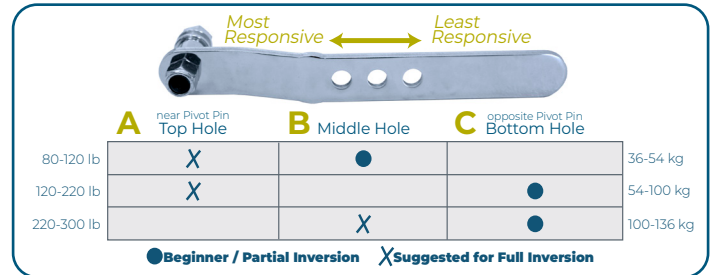 Most Responsive
Least Responsive
A near Pivot Pin Top Hole
B Middle Hole
C opposite Pivot Pin Bottom Hole
80-120 lb X ● 36-54 kg
120-220 lb X ● 54-100 kg
220-300 lb X ● 100-136 kg
●Beginner / Partial Inversion XSuggested for Full Inversion